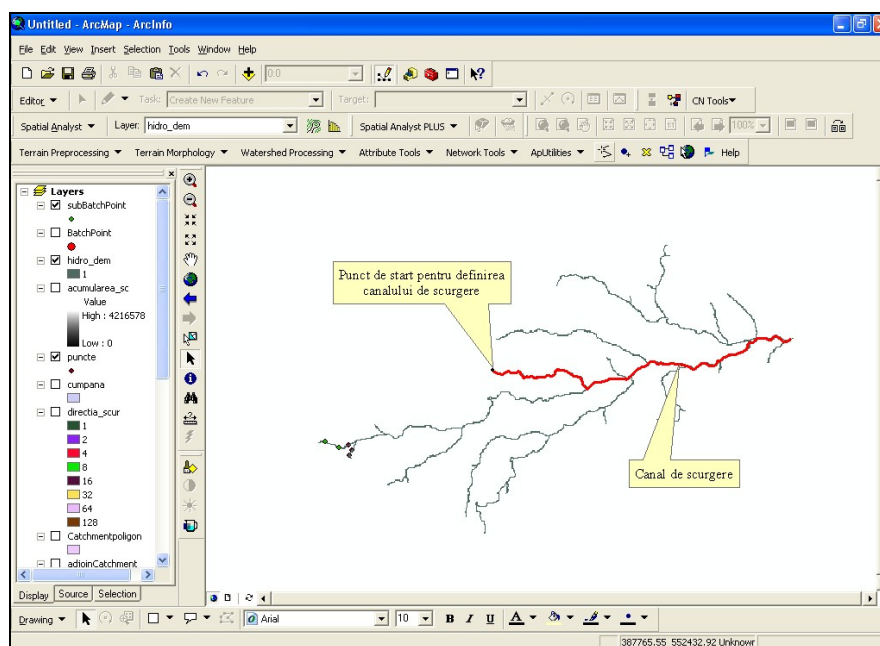 Untitled - ArcMap - ArcInfo
File Edit View Insert Selection Tools Window Help
0:0
Editor Task: Create New Feature Target: CN Tools
Spatial Analyst Layer: hidro_dem Spatial Analyst PLUS 100%
Terrain Preprocessing Terrain Morphology Watershed Processing Attribute Tools Network Tools ApUtilities Help
Layers
subBatchPoint
BatchPoint
hidro_dem
1
acumularea_sc
Value
High : 4216578
Low : 0
puncte
cumpana
directia_scur
1
2
4
8
16
32
64
128
Catchmentpoligon
adjoinCatchment
Display Source Selection
Punct de start pentru definirea
canalului de scurgere
Canal de scurgere
Drawing Arial 10 B I U A
387765.55 552432.92 Unknowr